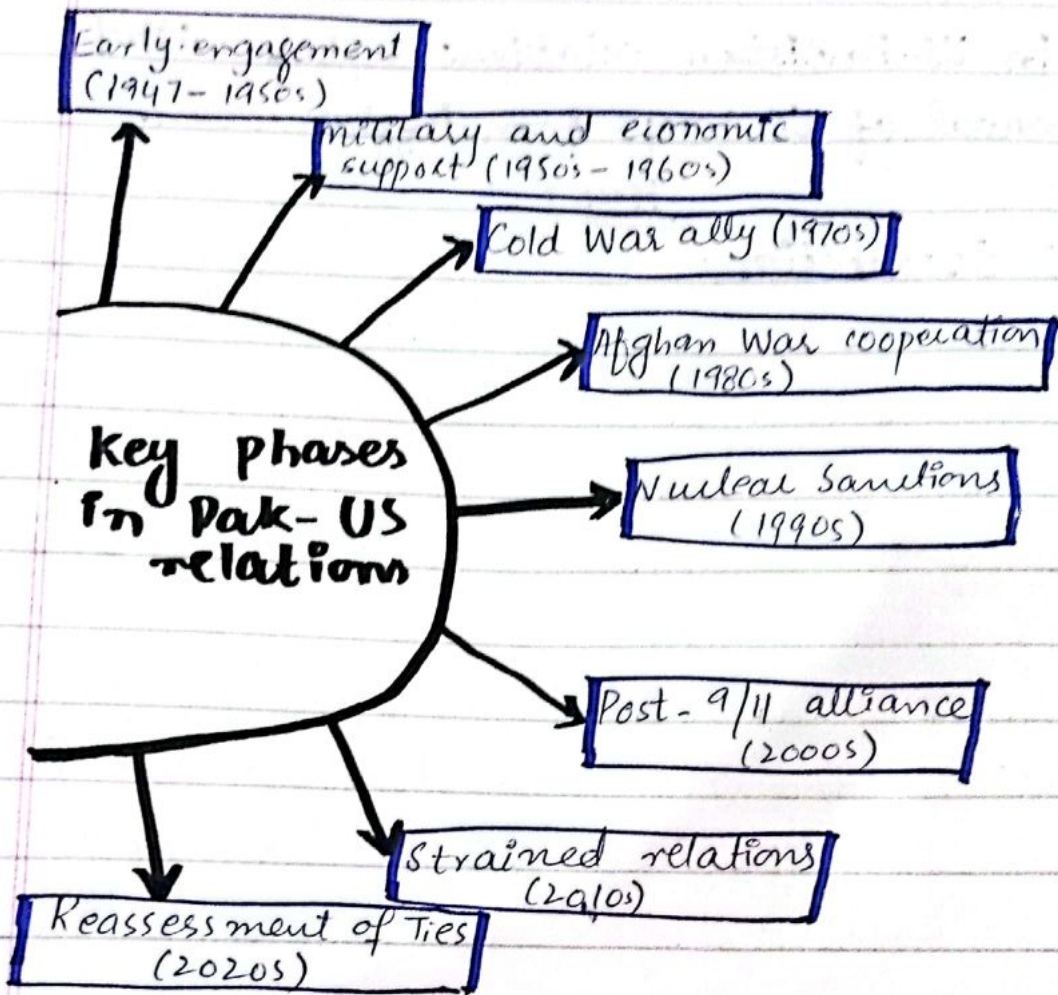 Early engagement
(1947 - 1950s)
military and economic
support (1950's - 1960s)
Cold War ally (1970s)
Afghan War cooperation
(1980s)
Key phases
in Pak-US
relations
Nuclear Sanctions
(1990s)
Post-9/11 alliance
(2000s)
Strained relations
(2010s)
Reassessment of Ties
(2020s)